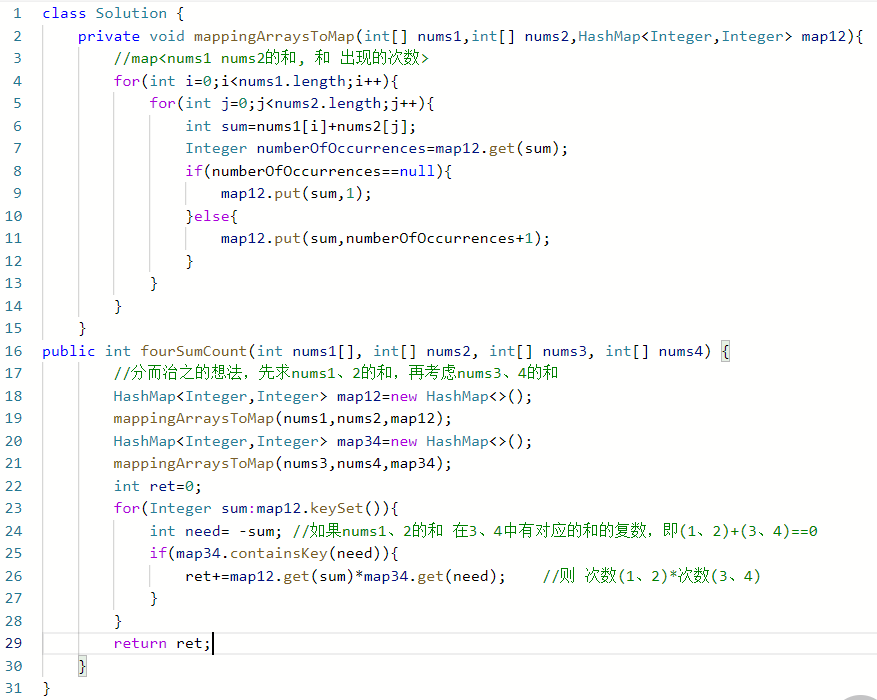 1 class Solution {
2     private void mappingArraysToMap(int[] nums1,int[] nums2,HashMap<Integer,Integer> map12){
3         //map<nums1 nums2的和, 和 出现的次数>
4         for(int i=0;i<nums1.length;i++){
5             for(int j=0;j<nums2.length;j++){
6                 int sum=nums1[i]+nums2[j];
7                 Integer numberOfOccurrences=map12.get(sum);
8                 if(numberOfOccurrences==null){
9                     map12.put(sum,1);
10                 }else{
11                     map12.put(sum,numberOfOccurrences+1);
12                 }
13             }
14         }
15     }
16 public int fourSumCount(int nums1[], int[] nums2, int[] nums3, int[] nums4) {
17         //分而治之的想法，先求nums1、2的和，再考虑nums3、4的和
18         HashMap<Integer,Integer> map12=new HashMap<>();
19         mappingArraysToMap(nums1,nums2,map12);
20         HashMap<Integer,Integer> map34=new HashMap<>();
21         mappingArraysToMap(nums3,nums4,map34);
22         int ret=0;
23         for(Integer sum:map12.keySet()){
24             int need= -sum; //如果nums1、2的和 在3、4中有对应的和的复数，即(1、2)+(3、4)==0
25             if(map34.containsKey(need)){
26                 ret+=map12.get(sum)*map34.get(need);    //则 次数(1、2)*次数(3、4)
27             }
28         }
29         return ret;
30     }
31 }